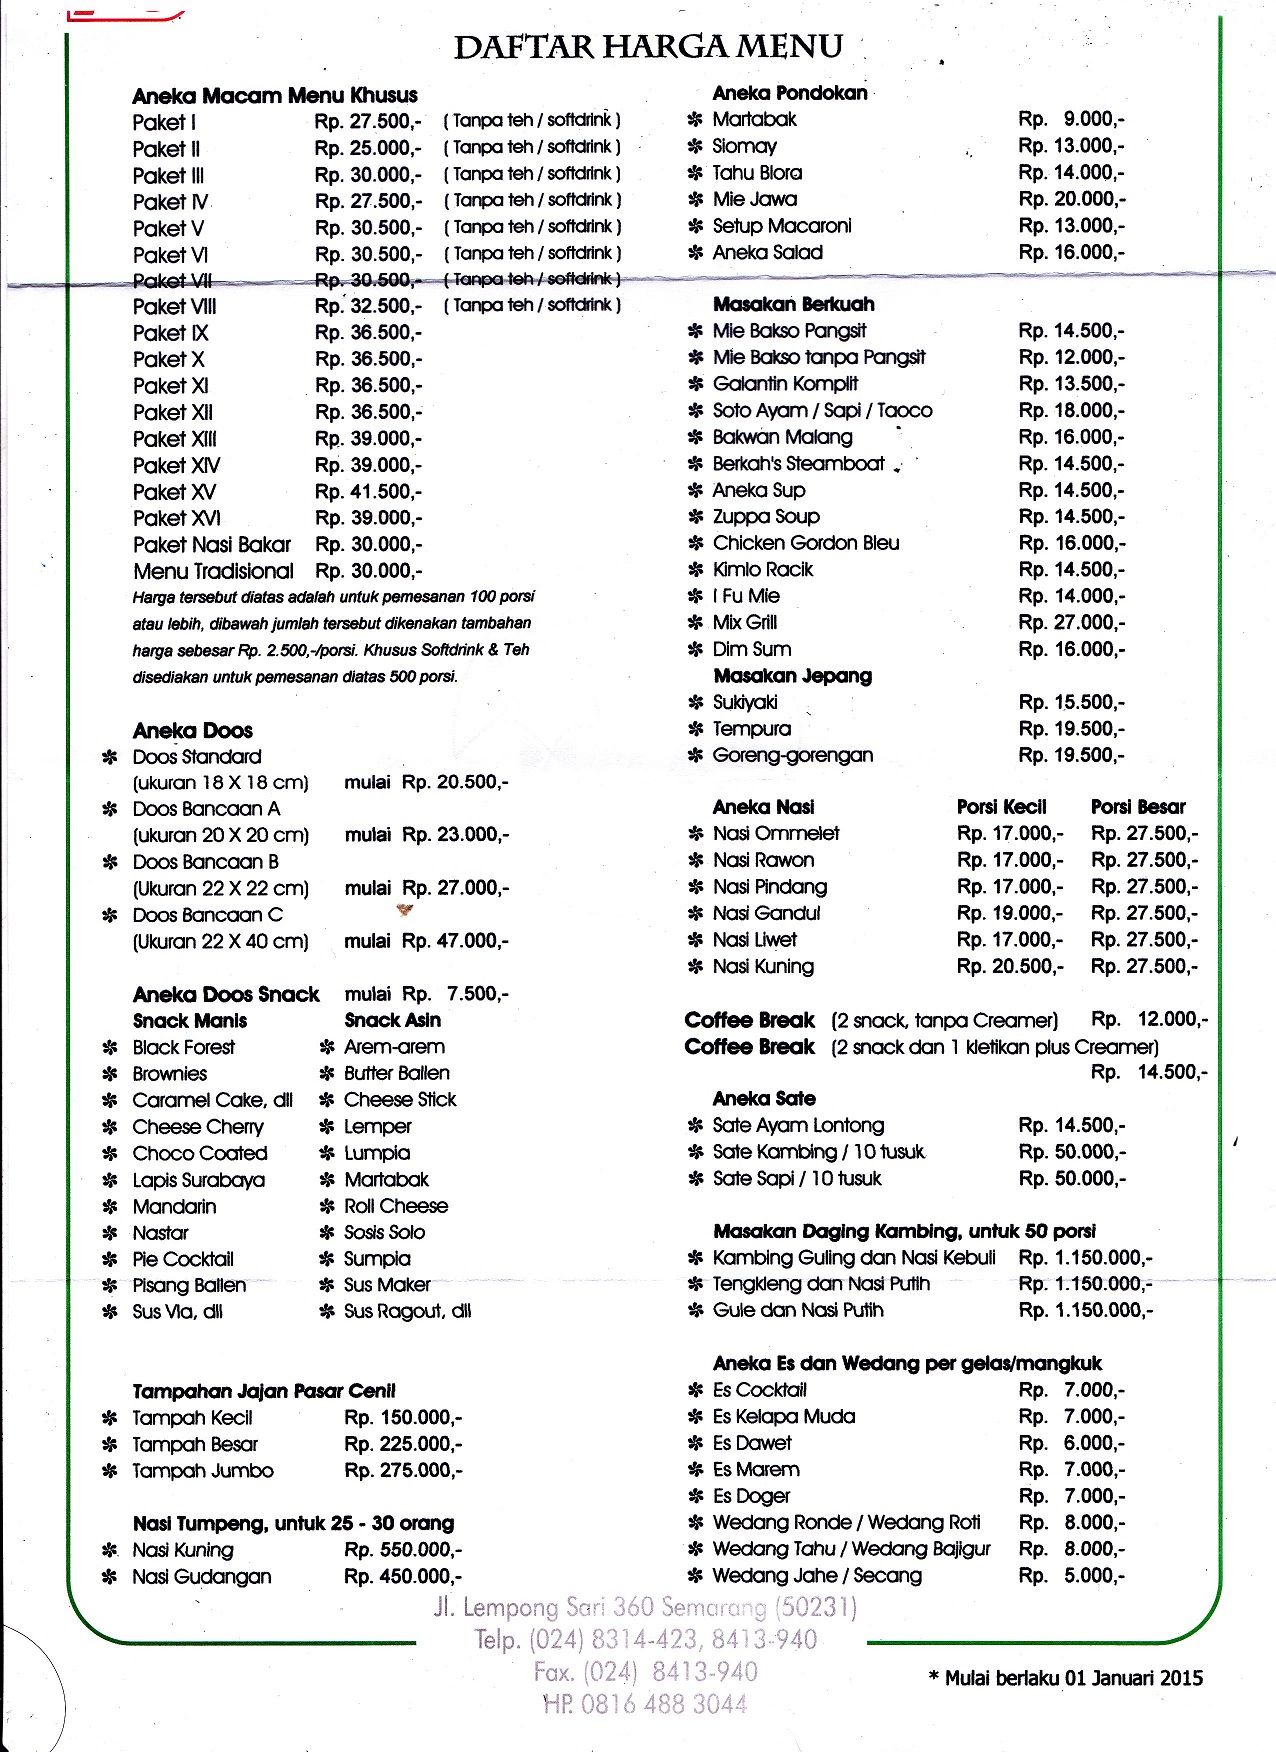 DAFTAR HARGA MENU
Aneka Macam Menu Khusus
Paket I Rp. 27.500,- ( Tanpa teh / softdrink )
Paket II Rp. 25.000,- ( Tanpa teh / softdrink )
Paket III Rp. 30.000,- ( Tanpa teh / softdrink )
Paket IV Rp. 27.500,- ( Tanpa teh / softdrink )
Paket V Rp. 30.500,- ( Tanpa teh / softdrink )
Paket VI Rp. 30.500,- ( Tanpa teh / softdrink )
Paket VII Rp. 30.500,- ( Tanpa teh / softdrink )
Paket VIII Rp. 32.500,- ( Tanpa teh / softdrink )
Paket IX Rp. 36.500,-
Paket X Rp. 36.500,-
Paket XI Rp. 36.500,-
Paket XII Rp. 36.500,-
Paket XIII Rp. 39.000,-
Paket XIV Rp. 39.000,-
Paket XV Rp. 41.500,-
Paket XVI Rp. 39.000,-
Paket Nasi Bakar Rp. 30.000,-
Menu Tradisional Rp. 30.000,-
Harga tersebut diatas adalah untuk pemesanan 100 porsi
atau lebih, dibawah jumlah tersebut dikenakan tambahan
harga sebesar Rp. 2.500,-/porsi. Khusus Softdrink & Teh
disediakan untuk pemesanan diatas 500 porsi.
Aneka Doos
Doos Standard
(ukuran 18 X 18 cm) mulai Rp. 20.500,-
Doos Bancaan A
(ukuran 20 X 20 cm) mulai Rp. 23.000,-
Doos Bancaan B
(Ukuran 22 X 22 cm) mulai Rp. 27.000,-
Doos Bancaan C
(Ukuran 22 X 40 cm) mulai Rp. 47.000,-
Aneka Doos Snack mulai Rp. 7.500,-
Snack Manis Snack Asin
Black Forest Arem-arem
Brownies Butter Ballen
Caramel Cake, dll Cheese Stick
Cheese Cherry Lemper
Choco Coated Lumpia
Lapis Surabaya Martabak
Mandarin Roll Cheese
Nastar Sosis Solo
Pie Cocktail Sumpia
Pisang Ballen Sus Maker
Sus Vla, dll Sus Ragout, dll
Tampahan Jajan Pasar Cenil
Tampah Kecil Rp. 150.000,-
Tampah Besar Rp. 225.000,-
Tampah Jumbo Rp. 275.000,-
Nasi Tumpeng, untuk 25 - 30 orang
Nasi Kuning Rp. 550.000,-
Nasi Gudangan Rp. 450.000,-
Aneka Pondokan
Martabak Rp. 9.000,-
Siomay Rp. 13.000,-
Tahu Blora Rp. 14.000,-
Mie Jawa Rp. 20.000,-
Setup Macaroni Rp. 13.000,-
Aneka Salad Rp. 16.000,-
Masakan Berkuah
Mie Bakso Pangsit Rp. 14.500,-
Mie Bakso tanpa Pangsit Rp. 12.000,-
Galantin Komplit Rp. 13.500,-
Soto Ayam / Sapi / Taoco Rp. 18.000,-
Bakwan Malang Rp. 16.000,-
Berkah's Steamboat Rp. 14.500,-
Aneka Sup Rp. 14.500,-
Zuppa Soup Rp. 14.500,-
Chicken Gordon Bleu Rp. 16.000,-
Kimlo Racik Rp. 14.500,-
I Fu Mie Rp. 14.000,-
Mix Grill Rp. 27.000,-
Dim Sum Rp. 16.000,-
Masakan Jepang
Sukiyaki Rp. 15.500,-
Tempura Rp. 19.500,-
Goreng-gorengan Rp. 19.500,-
Aneka Nasi Porsi Kecil Porsi Besar
Nasi Ommelet Rp. 17.000,- Rp. 27.500,-
Nasi Rawon Rp. 17.000,- Rp. 27.500,-
Nasi Pindang Rp. 17.000,- Rp. 27.500,-
Nasi Gandul Rp. 19.000,- Rp. 27.500,-
Nasi Liwet Rp. 17.000,- Rp. 27.500,-
Nasi Kuning Rp. 20.500,- Rp. 27.500,-
Coffee Break (2 snack, tanpa Creamer) Rp. 12.000,-
Coffee Break (2 snack dan 1 kletikan plus Creamer)
Rp. 14.500,-
Aneka Sate
Sate Ayam Lontong Rp. 14.500,-
Sate Kambing / 10 tusuk Rp. 50.000,-
Sate Sapi / 10 tusuk Rp. 50.000,-
Masakan Daging Kambing, untuk 50 porsi
Kambing Guling dan Nasi Kebuli Rp. 1.150.000,-
Tengkleng dan Nasi Putih Rp. 1.150.000,-
Gule dan Nasi Putih Rp. 1.150.000,-
Aneka Es dan Wedang per gelas/mangkuk
Es Cocktail Rp. 7.000,-
Es Kelapa Muda Rp. 7.000,-
Es Dawet Rp. 6.000,-
Es Marem Rp. 7.000,-
Es Doger Rp. 7.000,-
Wedang Ronde / Wedang Roti Rp. 8.000,-
Wedang Tahu / Wedang Bajigur Rp. 8.000,-
Wedang Jahe / Secang Rp. 5.000,-
Jl. Lempong Sari 360 Semarang (50231)
Telp. (024) 8314-423, 8413-940
Fax. (024) 8413-940
HP. 0816 488 3044
* Mulai berlaku 01 Januari 2015